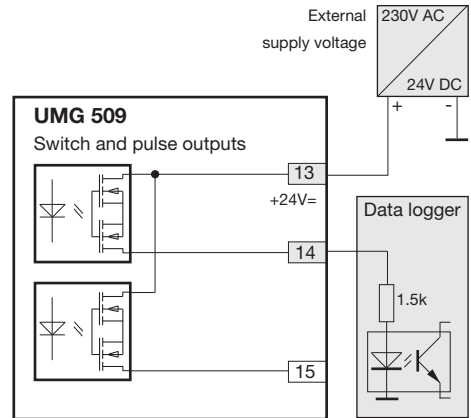 External
supply voltage
230V AC
24V DC
+ -
UMG 509
Switch and pulse outputs
13
+24V=
14
15
Data logger
1.5k